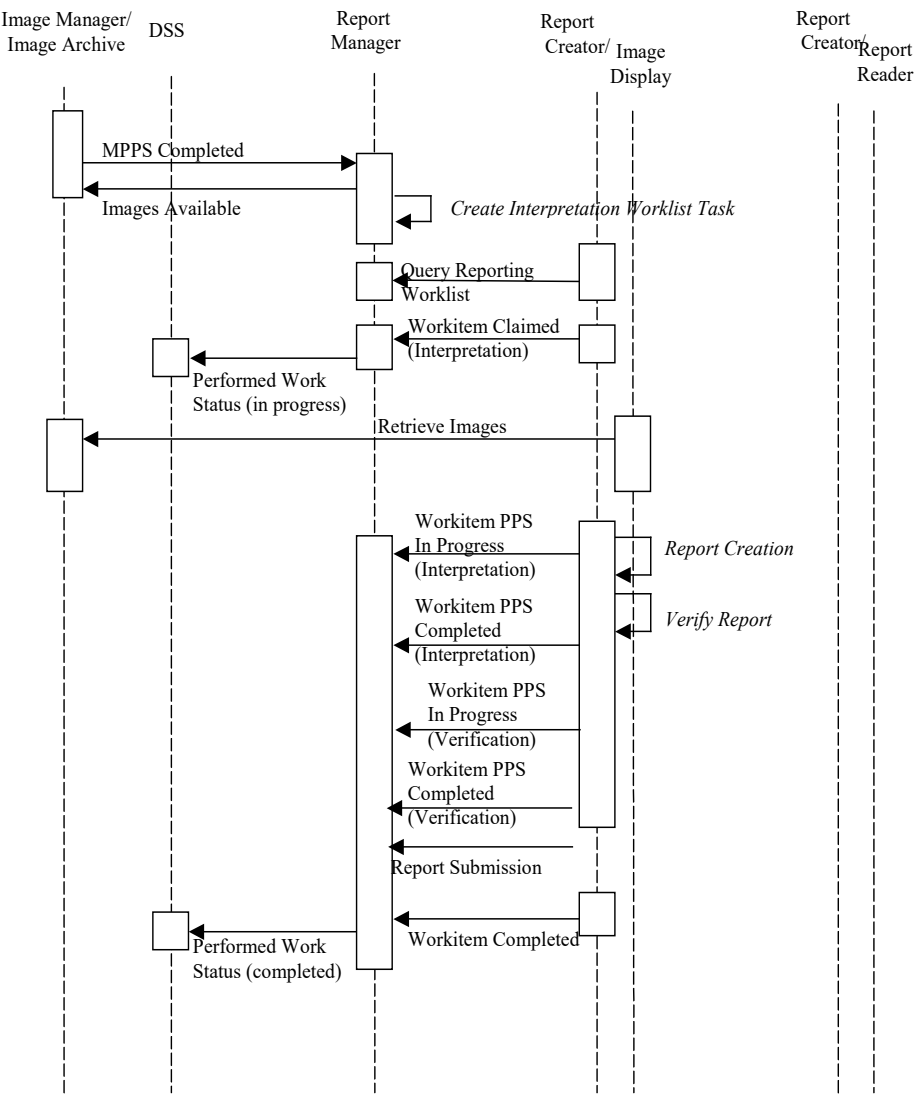 Image Manager/
Image Archive
DSS
Report
Manager
Report
Creator/
Image
Display
Report
Creator/
Report
Reader
MPPS Completed
Images Available
Create Interpretation Worklist Task
Query Reporting
Worklist
Workitem Claimed
(Interpretation)
Performed Work
Status (in progress)
Retrieve Images
Workitem PPS
In Progress
(Interpretation)
Report Creation
Workitem PPS
Completed
(Interpretation)
Verify Report
Workitem PPS
In Progress
(Verification)
Workitem PPS
Completed
(Verification)
Report Submission
Workitem Completed
Performed Work
Status (completed)